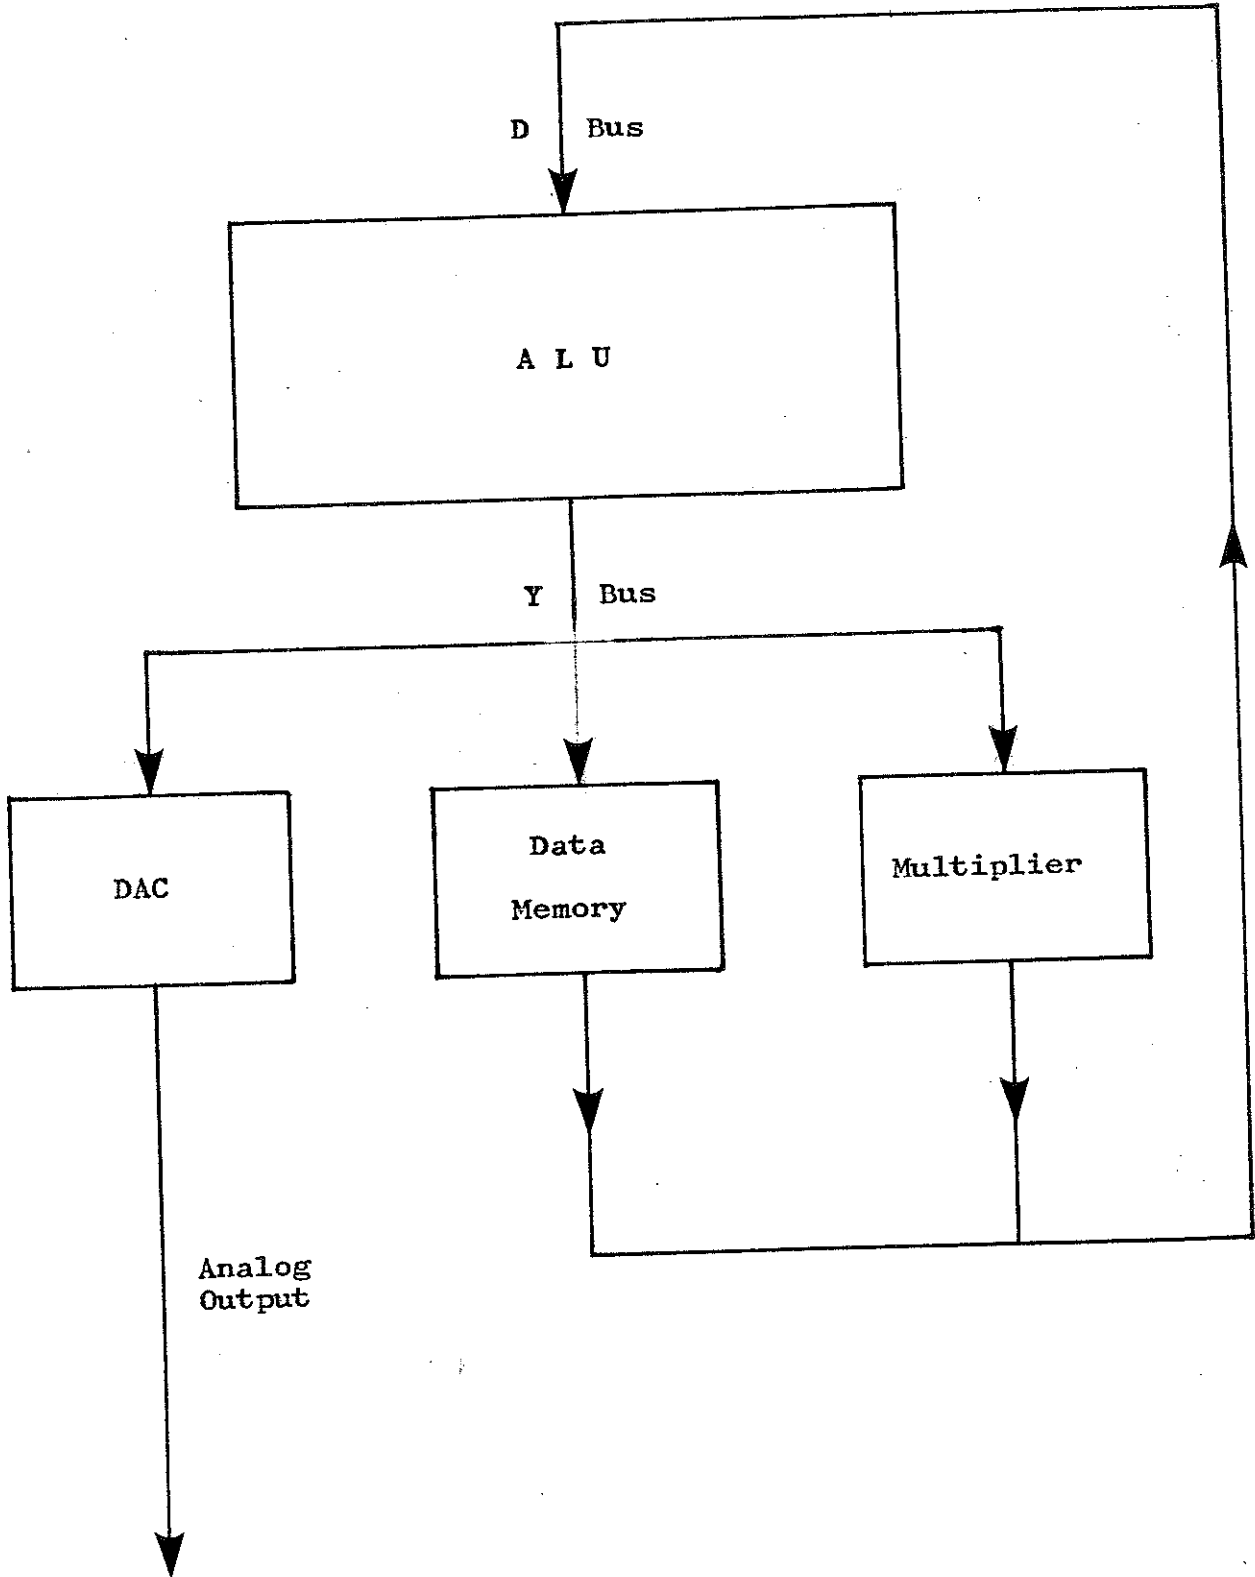 D Bus
A L U
Y Bus
DAC
Data
Memory
Multiplier
Analog
Output